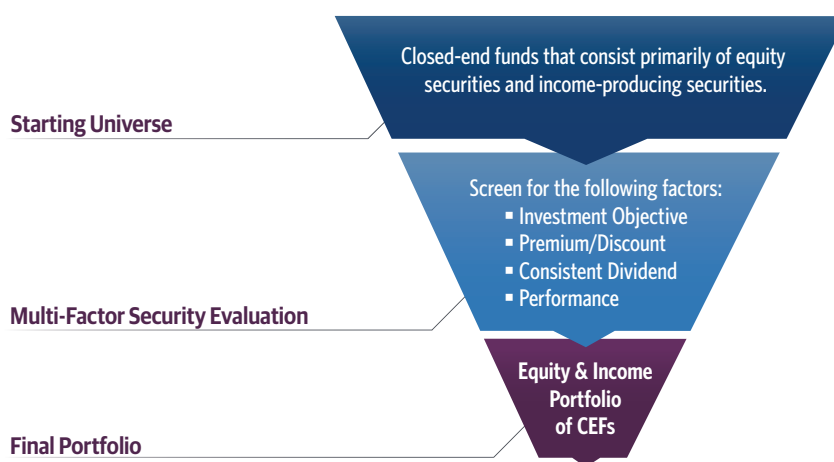 Closed-end funds that consist primarily of equity
securities and income-producing securities.
Starting Universe
Screen for the following factors:
▪ Investment Objective
▪ Premium/Discount
▪ Consistent Dividend
▪ Performance
Multi-Factor Security Evaluation
Equity & Income
Portfolio
of CEFs
Final Portfolio